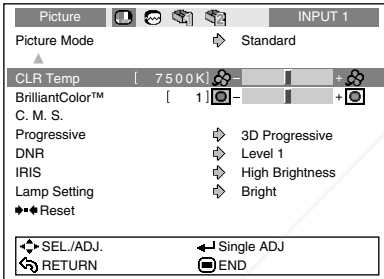 Picture INPUT 1
Picture Mode Standard
CLR Temp [ 7500K] - +
BrilliantColor™ [ 1] - +
C. M. S.
Progressive 3D Progressive
DNR Level 1
IRIS High Brightness
Lamp Setting Bright
Reset
SEL./ADJ. Single ADJ
RETURN END